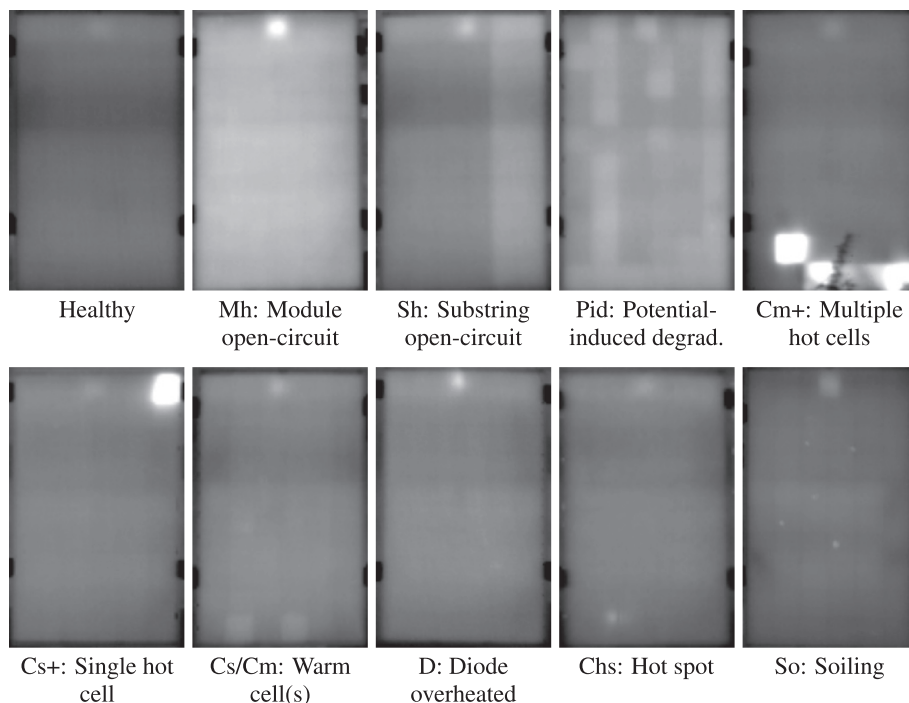 Healthy
Mh: Module
open-circuit
Sh: Substring
open-circuit
Pid: Potential-
induced degrad.
Cm+: Multiple
hot cells
Cs+: Single hot
cell
Cs/Cm: Warm
cell(s)
D: Diode
overheated
Chs: Hot spot
So: Soiling